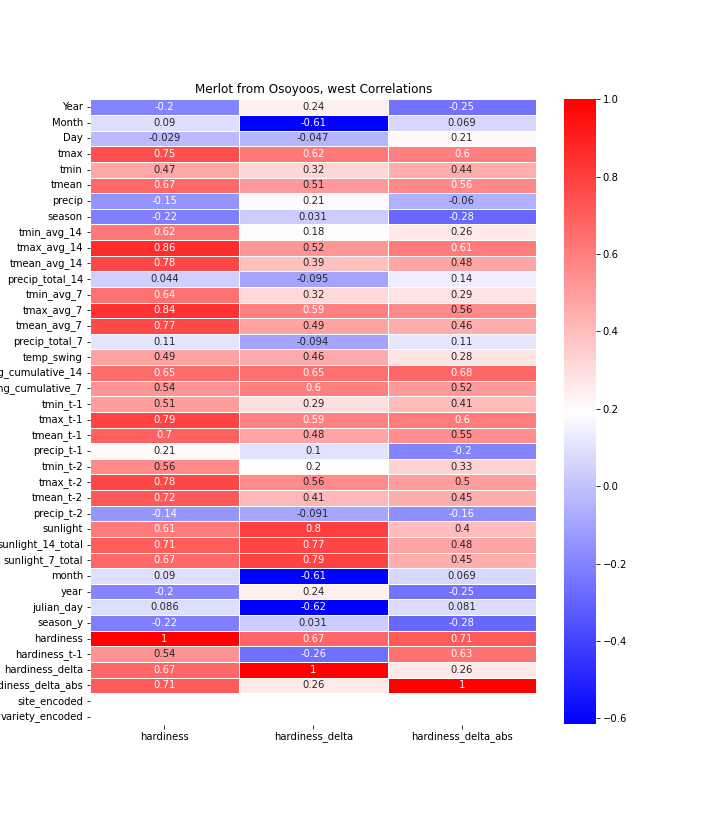 Merlot from Osoyoos, west Correlations
Year -0.2 0.24 -0.25
Month 0.09 -0.61 0.069
Day -0.029 -0.047 0.21
tmax 0.75 0.62 0.6
tmin 0.47 0.32 0.44
tmean 0.67 0.51 0.56
precip -0.15 0.21 -0.06
season -0.22 0.031 -0.28
tmin_avg_14 0.62 0.18 0.26
tmax_avg_14 0.86 0.52 0.61
tmean_avg_14 0.78 0.39 0.48
precip_total_14 0.044 -0.095 0.14
tmin_avg_7 0.64 0.32 0.29
tmax_avg_7 0.84 0.59 0.56
tmean_avg_7 0.77 0.49 0.46
precip_total_7 0.11 -0.094 0.11
temp_swing 0.49 0.46 0.28
g_cumulative_14 0.65 0.65 0.68
ng_cumulative_7 0.54 0.6 0.52
tmin_t-1 0.51 0.29 0.41
tmax_t-1 0.79 0.59 0.6
tmean_t-1 0.7 0.48 0.55
precip_t-1 0.21 0.1 -0.2
tmin_t-2 0.56 0.2 0.33
tmax_t-2 0.78 0.56 0.5
tmean_t-2 0.72 0.41 0.45
precip_t-2 -0.14 -0.091 -0.16
sunlight 0.61 0.8 0.4
sunlight_14_total 0.71 0.77 0.48
sunlight_7_total 0.67 0.79 0.45
month 0.09 -0.61 0.069
year -0.2 0.24 -0.25
julian_day 0.086 -0.62 0.081
season_y -0.22 0.031 -0.28
hardiness 1 0.67 0.71
hardiness_t-1 0.54 -0.26 0.63
hardiness_delta 0.67 1 0.26
diness_delta_abs 0.71 0.26 1
site_encoded
variety_encoded
hardiness hardiness_delta hardiness_delta_abs
1.0
0.8
0.6
0.4
0.2
0.0
−0.2
−0.4
−0.6